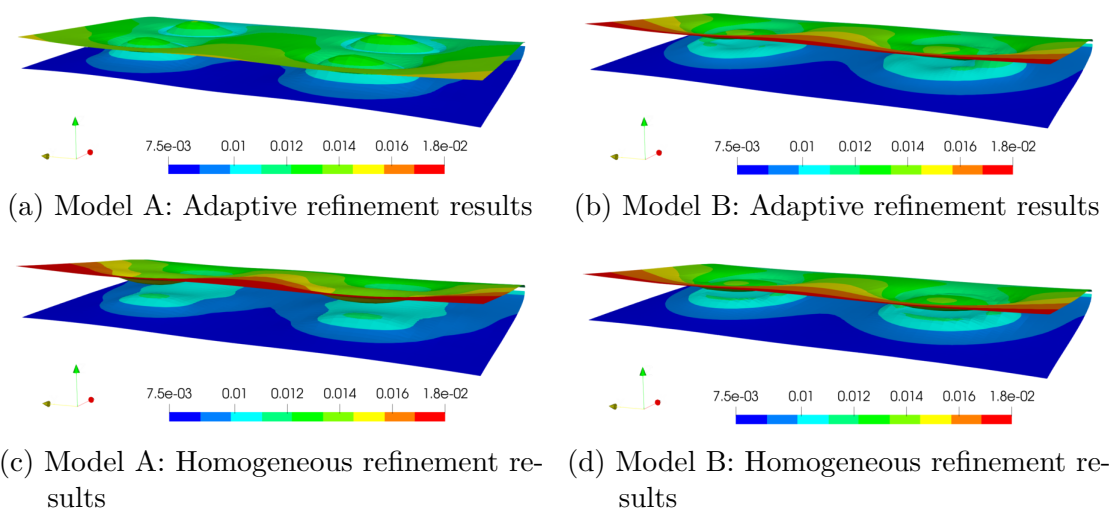 7.5e-03 0.01 0.012 0.014 0.016 1.8e-02
(a) Model A: Adaptive refinement results
7.5e-03 0.01 0.012 0.014 0.016 1.8e-02
(b) Model B: Adaptive refinement results
7.5e-03 0.01 0.012 0.014 0.016 1.8e-02
(c) Model A: Homogeneous refinement re-
sults
7.5e-03 0.01 0.012 0.014 0.016 1.8e-02
(d) Model B: Homogeneous refinement re-
sults